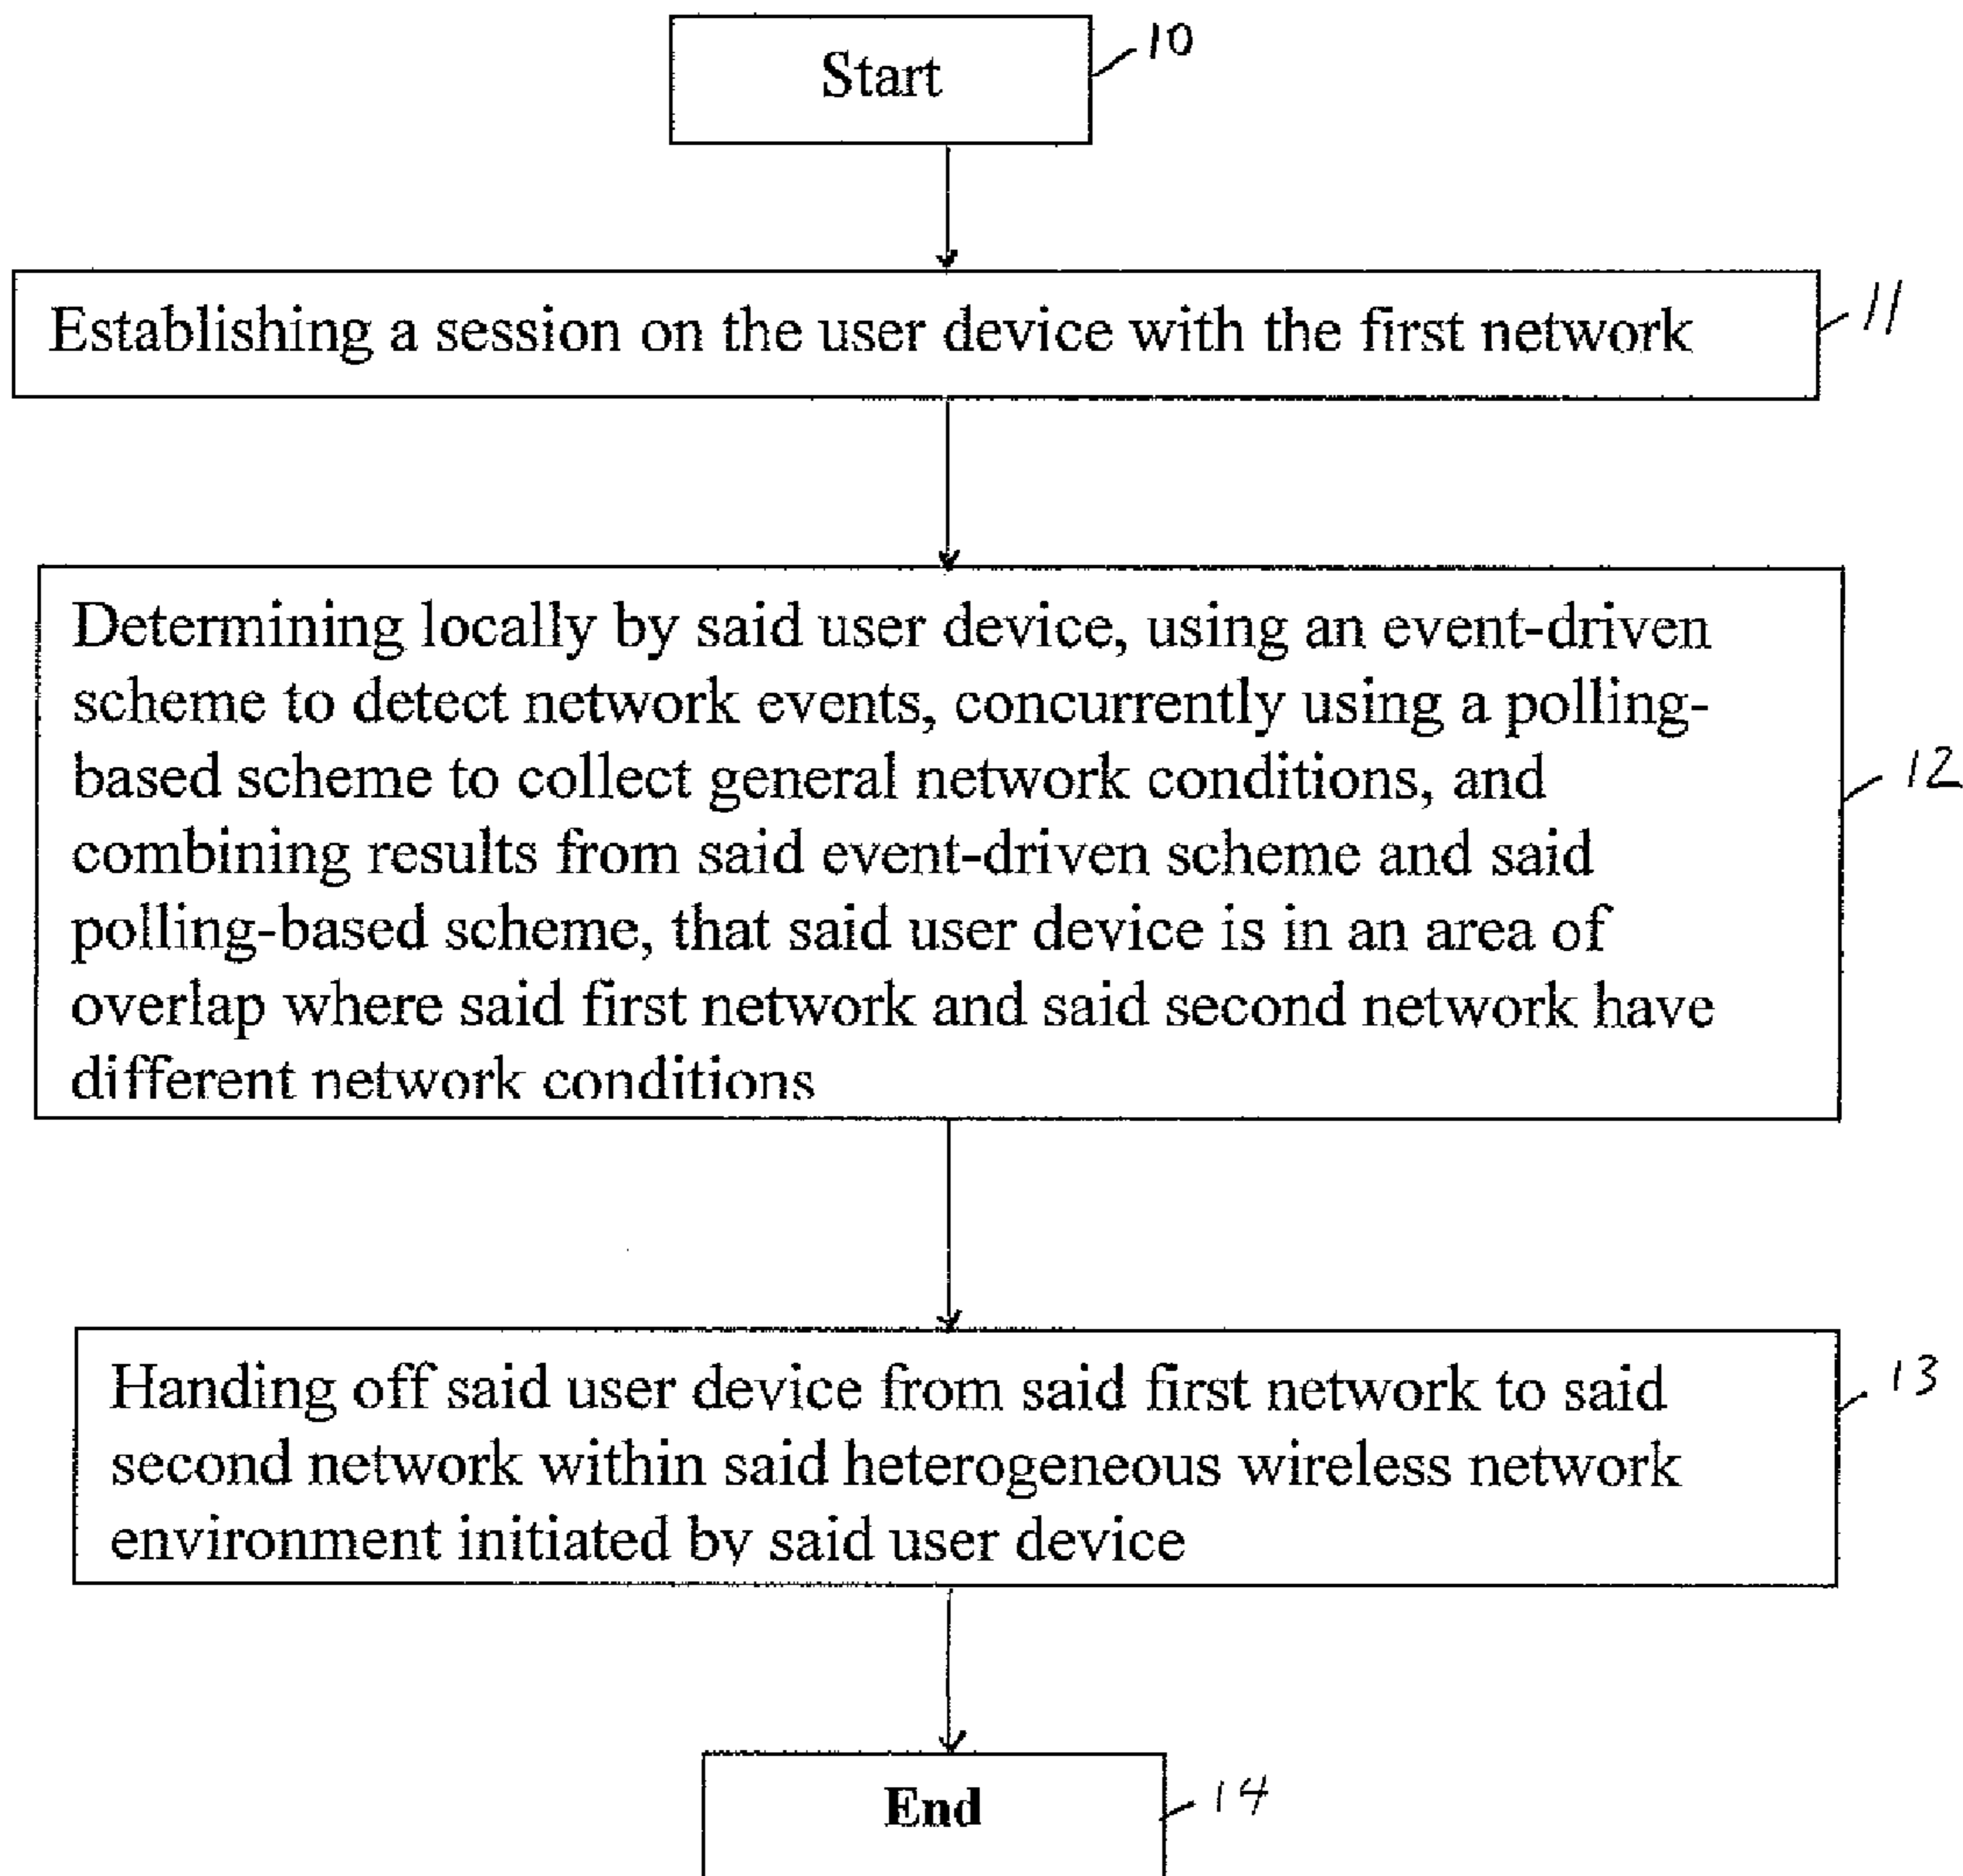 Start
10
Establishing a session on the user device with the first network
11
Determining locally by said user device, using an event-driven
scheme to detect network events, concurrently using a polling-
based scheme to collect general network conditions, and
combining results from said event-driven scheme and said
polling-based scheme, that said user device is in an area of
overlap where said first network and said second network have
different network conditions
12
Handing off said user device from said first network to said
second network within said heterogeneous wireless network
environment initiated by said user device
13
End
14